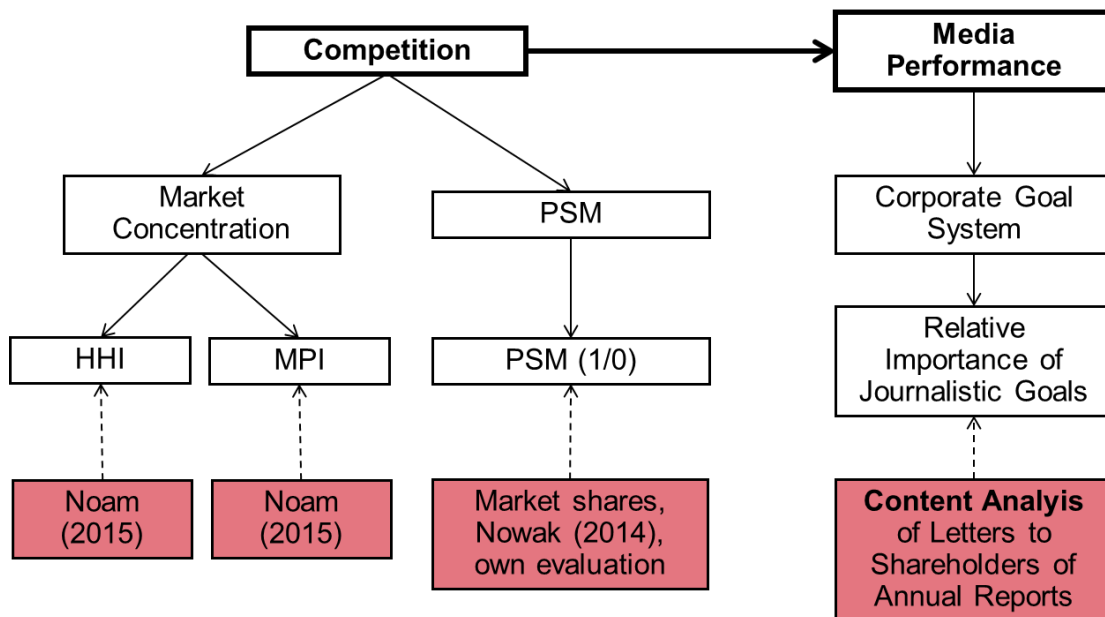 Competition
Media
Performance
Market
Concentration
PSM
Corporate Goal
System
HHI
MPI
PSM (1/0)
Relative
Importance of
Journalistic Goals
Noam
(2015)
Noam
(2015)
Market shares,
Nowak (2014),
own evaluation
Content Analyis
of Letters to
Shareholders of
Annual Reports